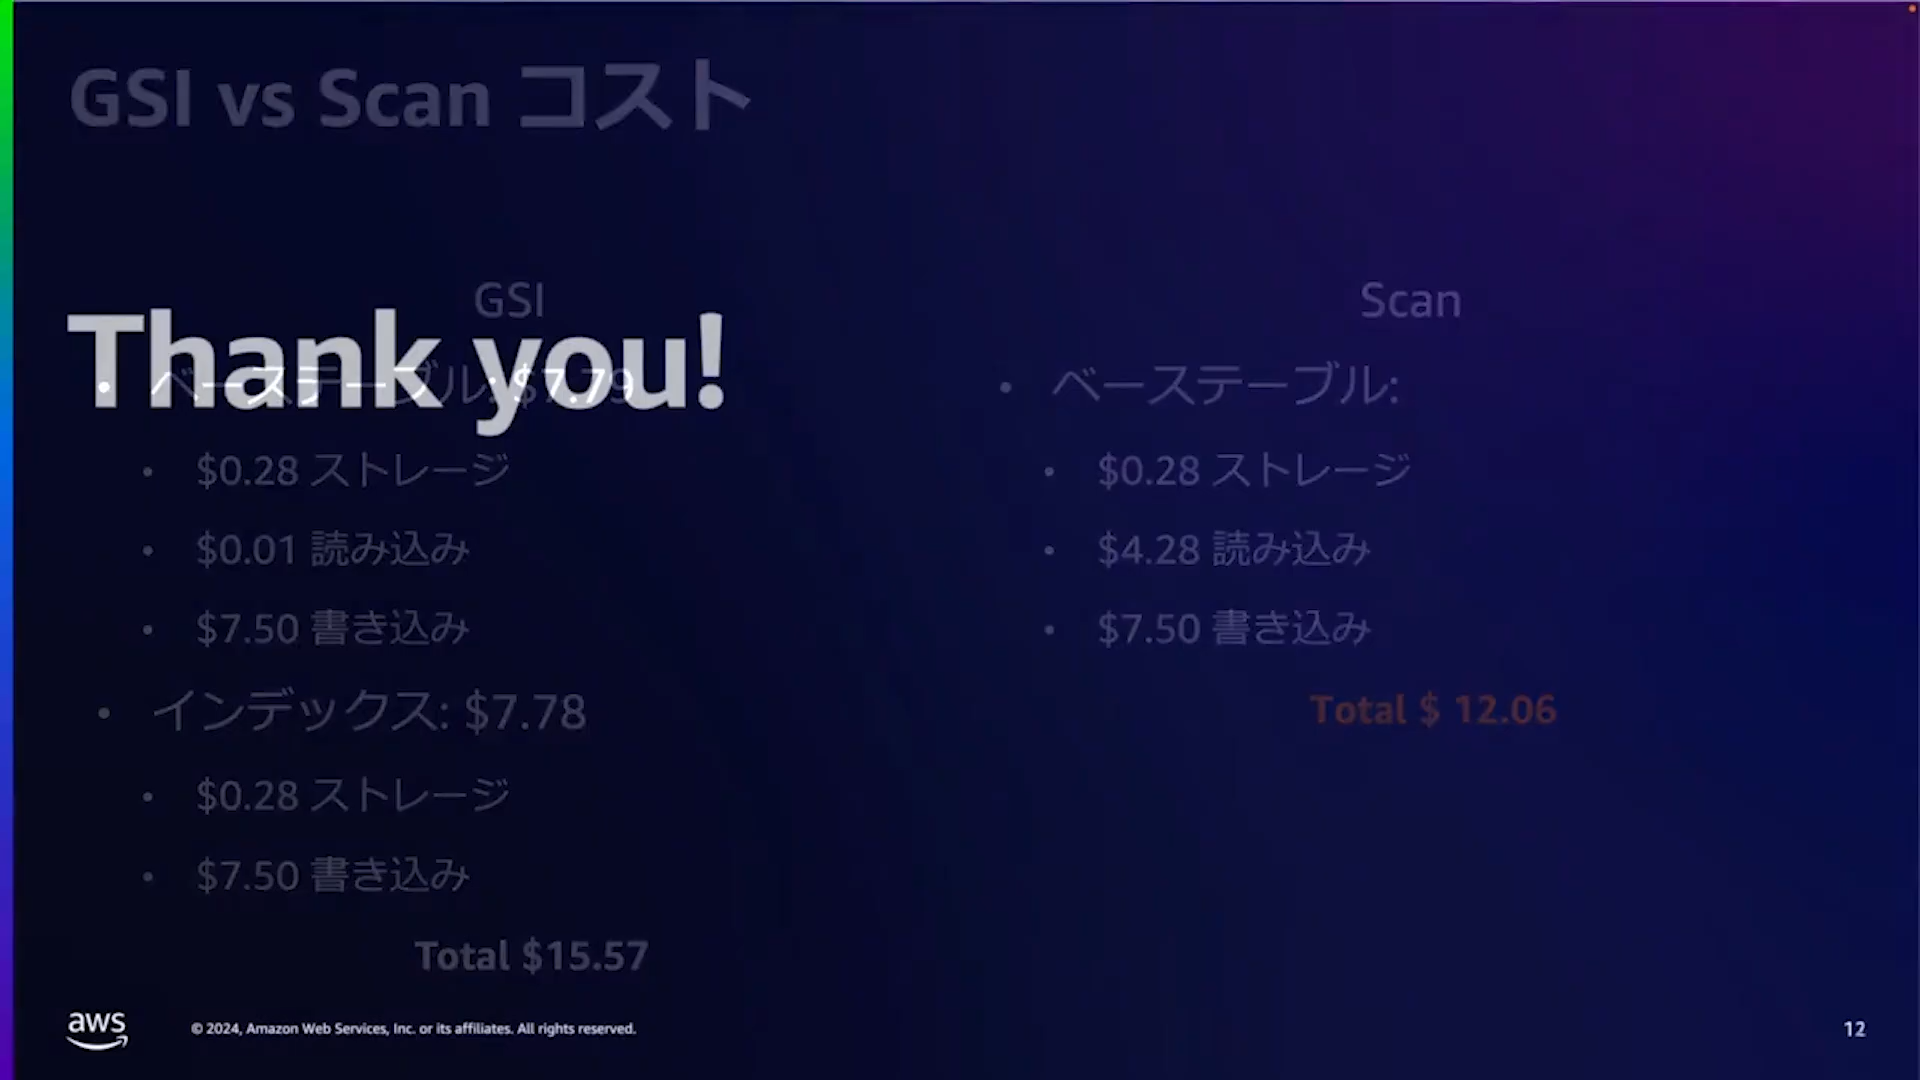 GSI vs Scan コスト
Thank you!
GSI
• ベーステーブル: $7.79
• $0.28 ストレージ
• $0.01 読み込み
• $7.50 書き込み
• インデックス: $7.78
• $0.28 ストレージ
• $7.50 書き込み
Total $15.57
Scan
• ベーステーブル:
• $0.28 ストレージ
• $4.28 読み込み
• $7.50 書き込み
Total $ 12.06
aws
© 2024, Amazon Web Services, Inc. or its affiliates. All rights reserved.
12